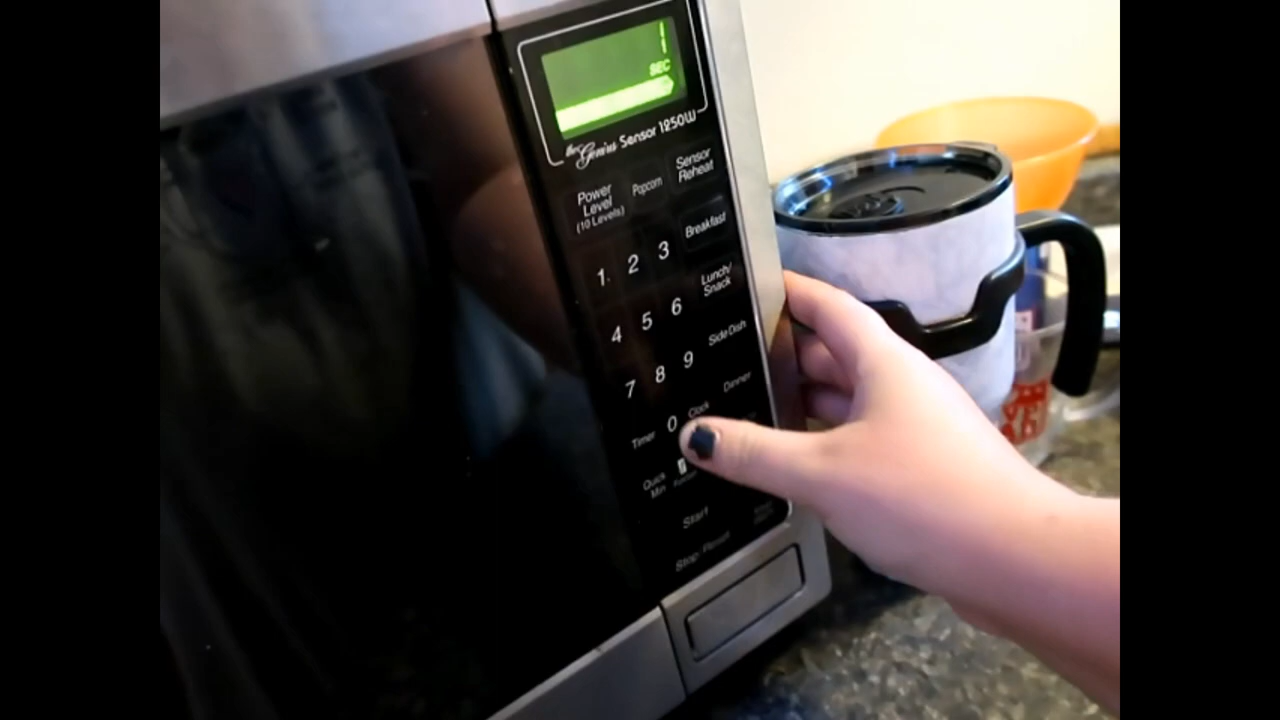 1
SEC
the Genius Sensor 1250W
Power
Level
(10 Levels)
Popcorn
Sensor
Reheat
1 2 3
Breakfast
4 5 6
Lunch/
Snack
7 8 9
Side Dish
Timer 0 Clock
Dinner
Quick
Min
Start
Stop/Reset